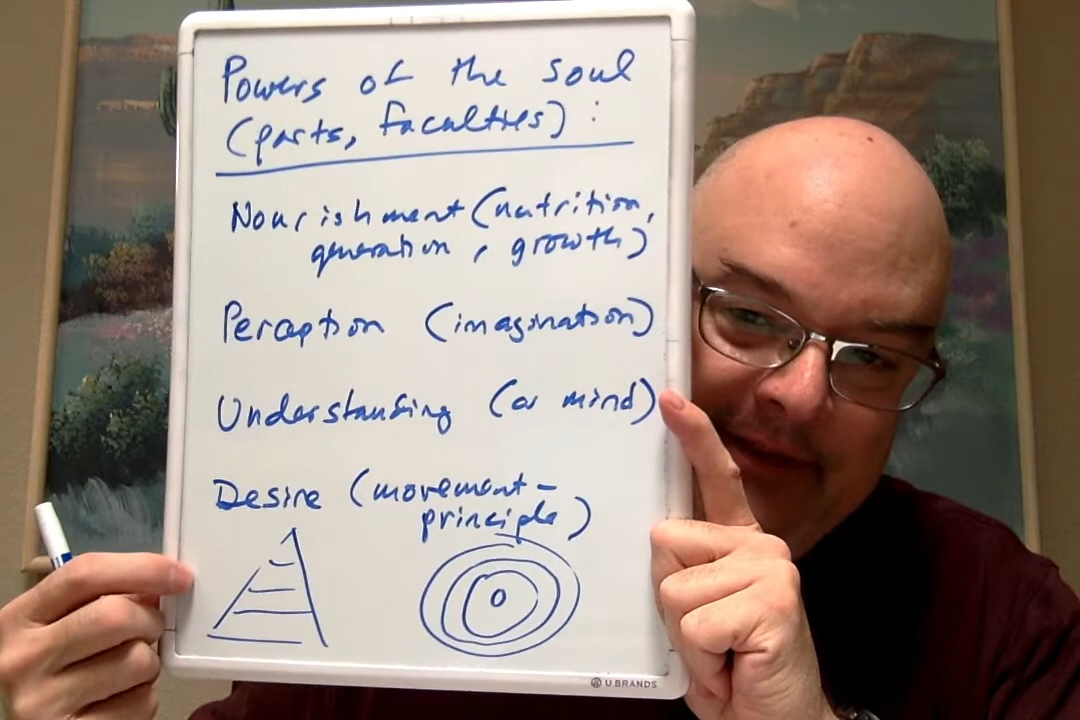 Powers of the soul
(parts, faculties) :
Nourishment (nutrition,
generation, growth)
Perception (imagination)
Understanding (or mind)
Desire (movement-
principle)
U BRANDS